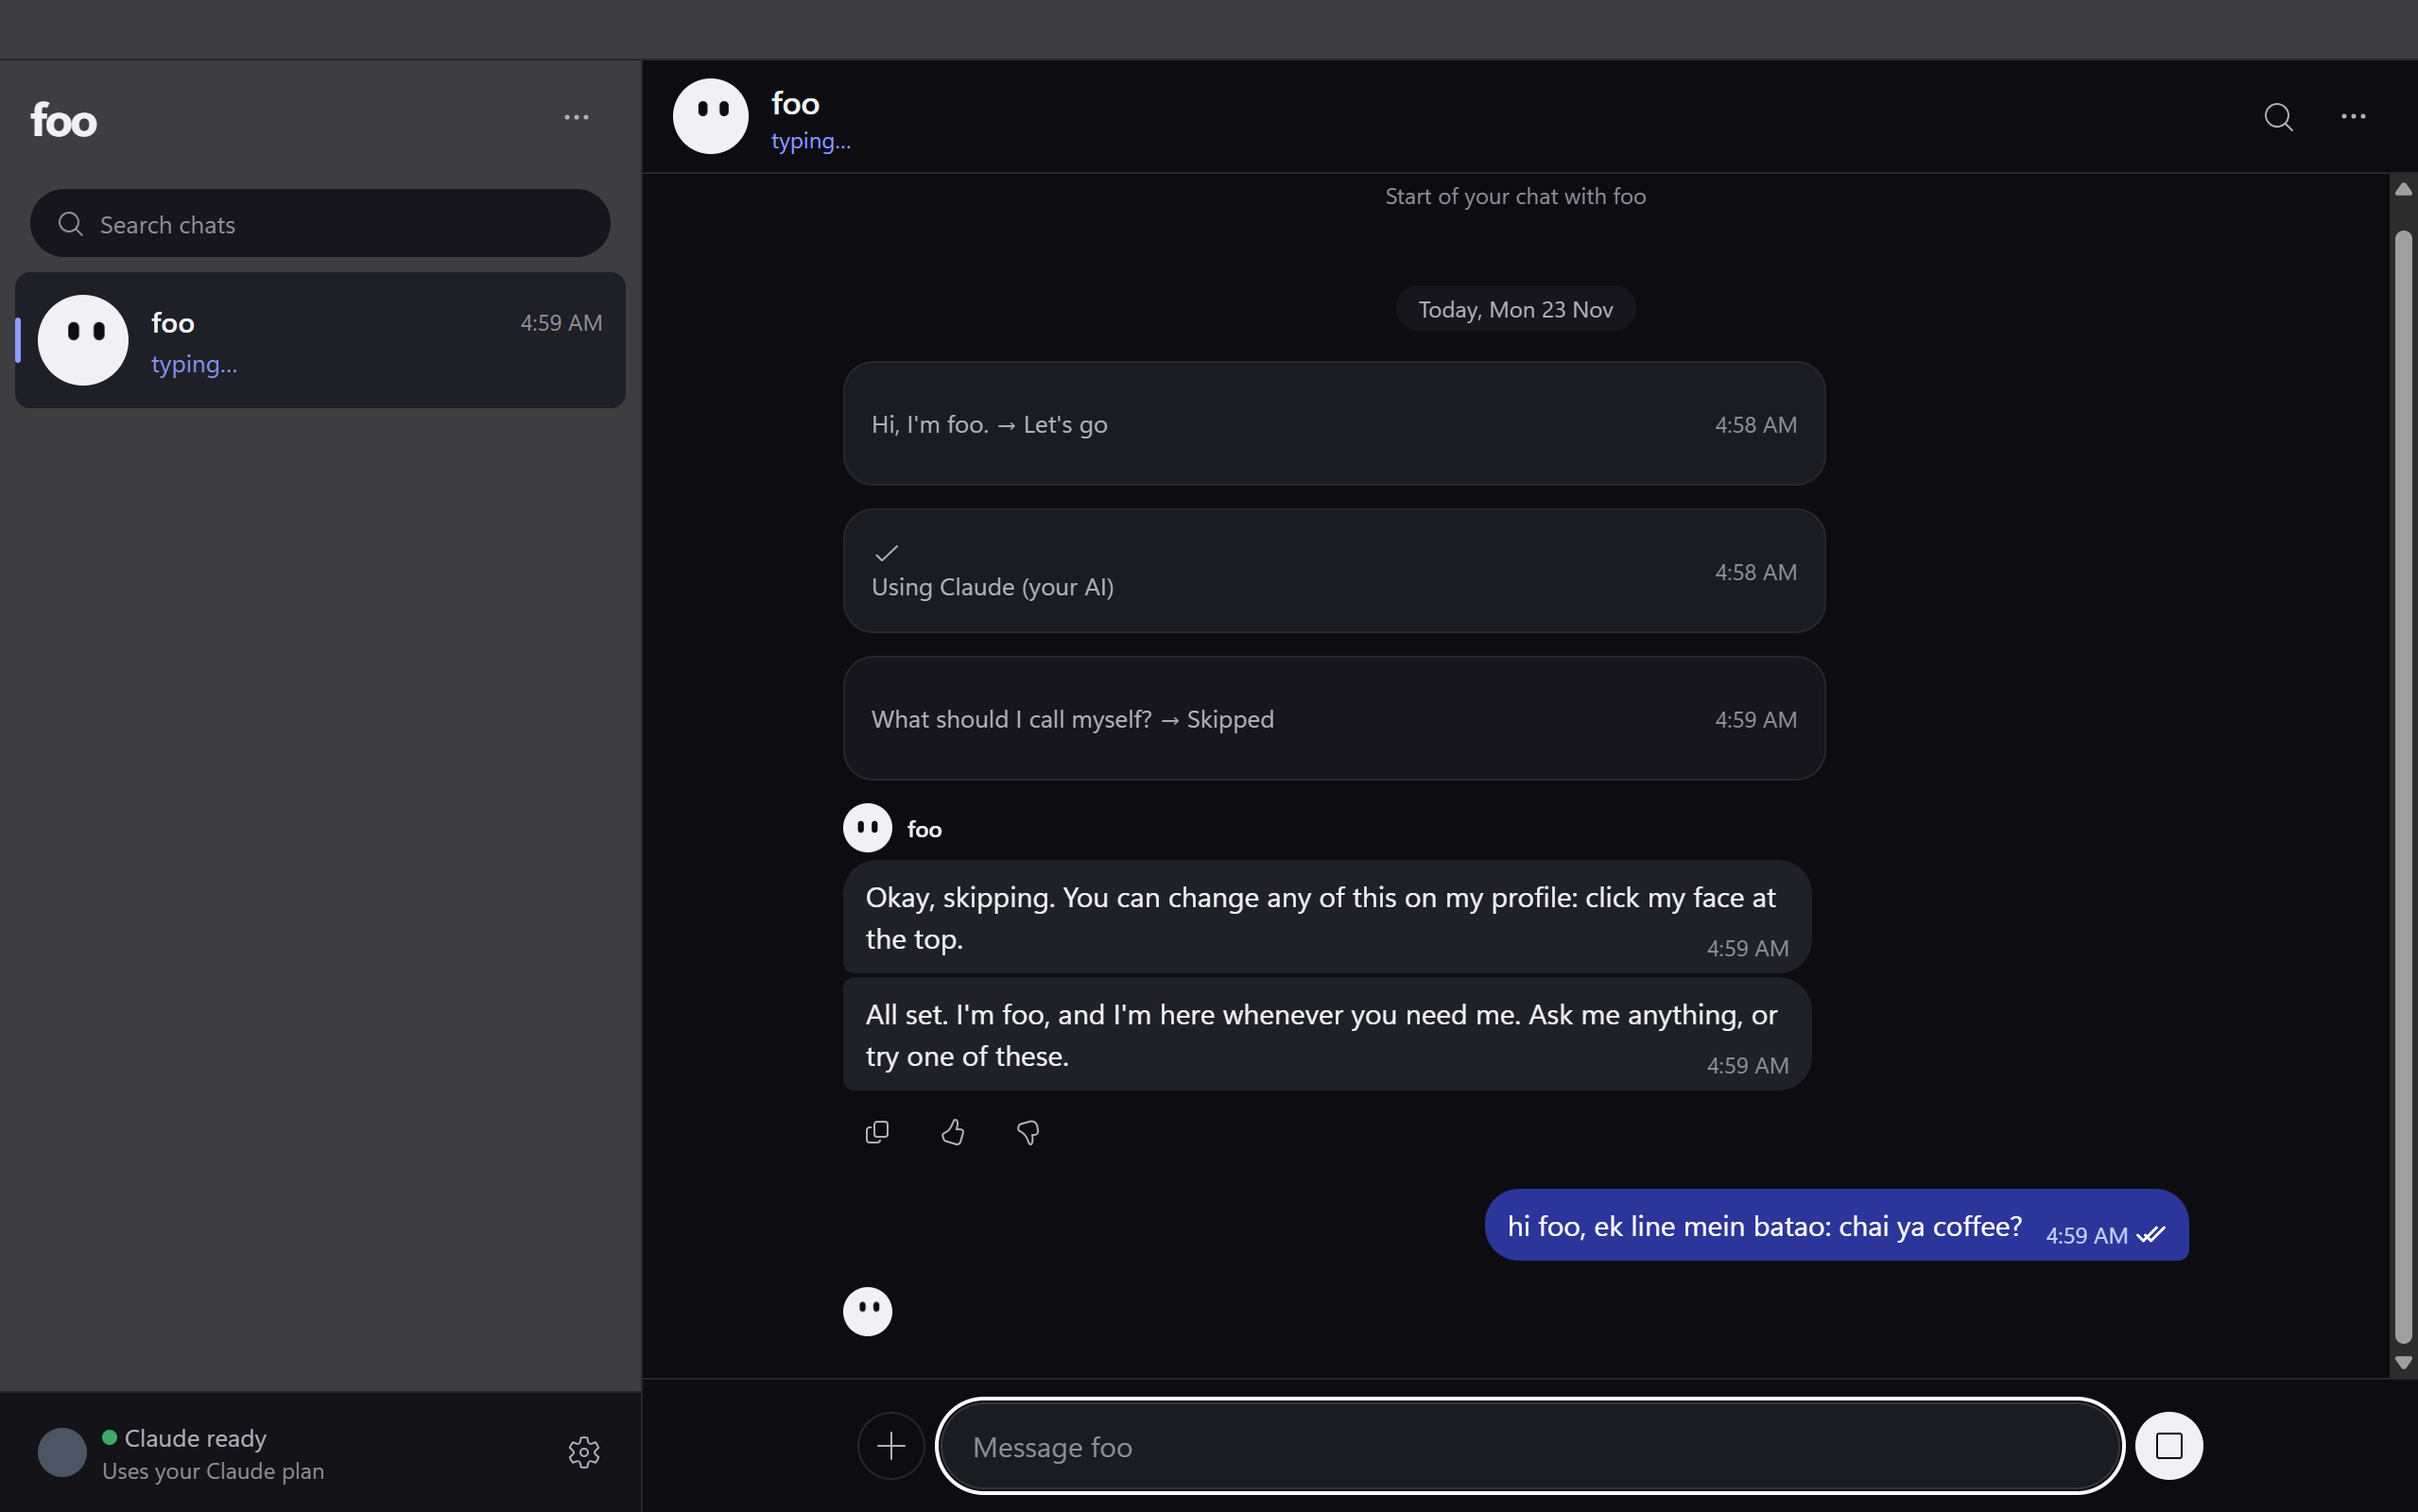 foo
Search chats
foo
4:59 AM
typing...
Claude ready
Uses your Claude plan
foo
typing...
Start of your chat with foo
Today, Mon 23 Nov
Hi, I'm foo. → Let's go
4:58 AM
Using Claude (your AI)
4:58 AM
What should I call myself? → Skipped
4:59 AM
foo
Okay, skipping. You can change any of this on my profile: click my face at
the top.
4:59 AM
All set. I'm foo, and I'm here whenever you need me. Ask me anything, or
try one of these.
4:59 AM
hi foo, ek line mein batao: chai ya coffee?
4:59 AM
Message foo